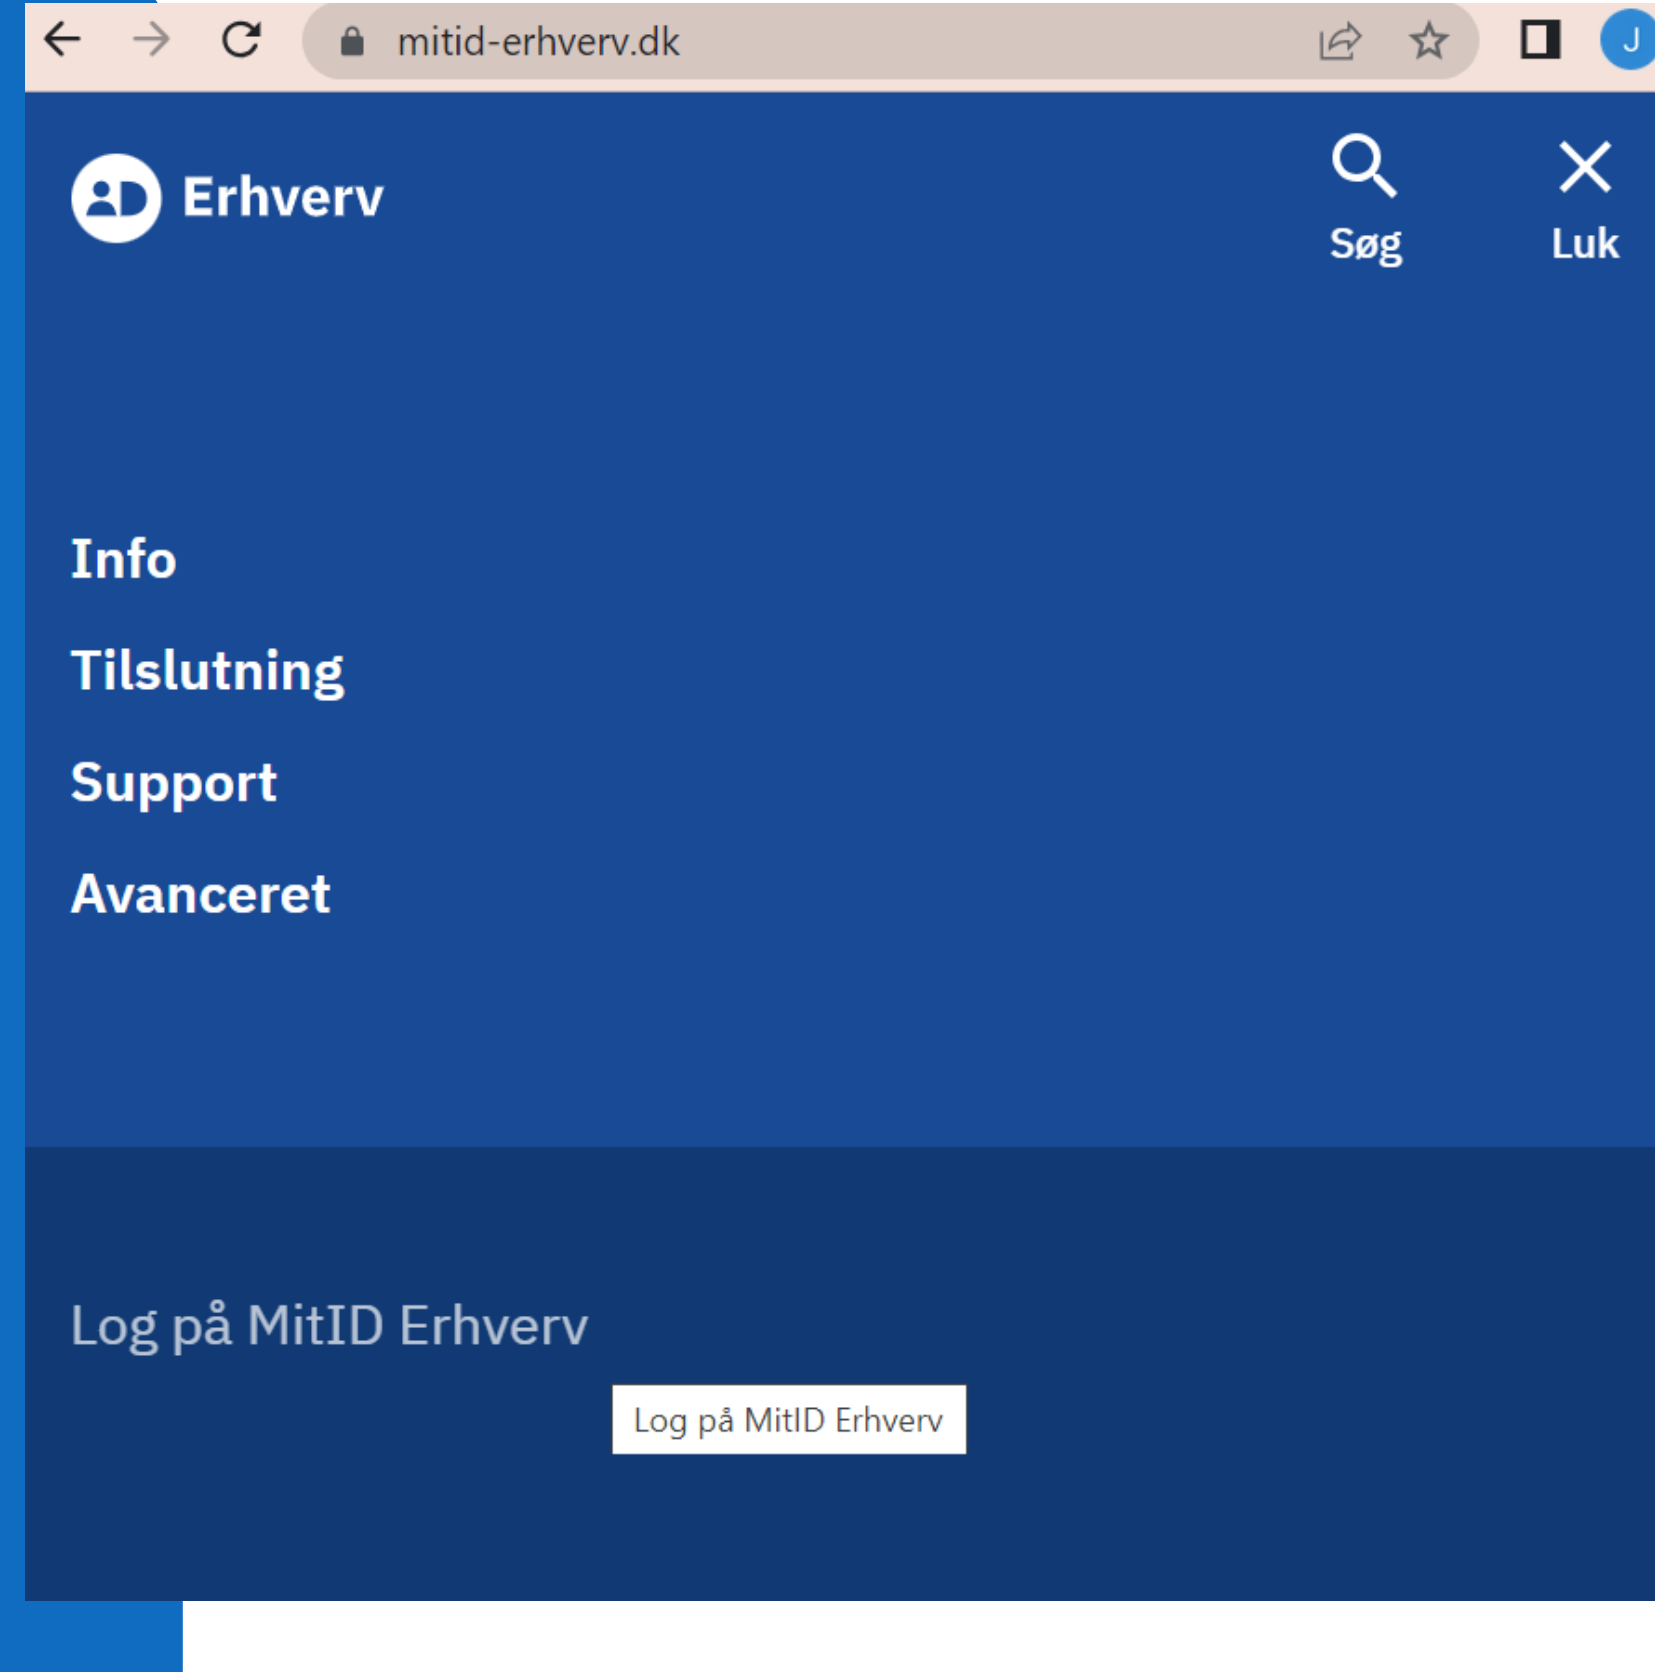 mitid-erhverv.dk
J
Erhverv
Søg
Luk
Info
Tilslutning
Support
Avanceret
Log på MitID Erhverv
Log på MitID Erhverv